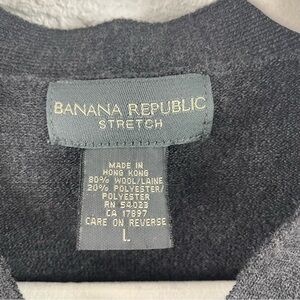 BANANA REPUBLIC
STRETCH
MADE IN
HONG KONG
80% WOOL/LAINE
20% POLYESTER/
POLYESTER
RN 54023
CA 17897
CARE ON REVERSE
L